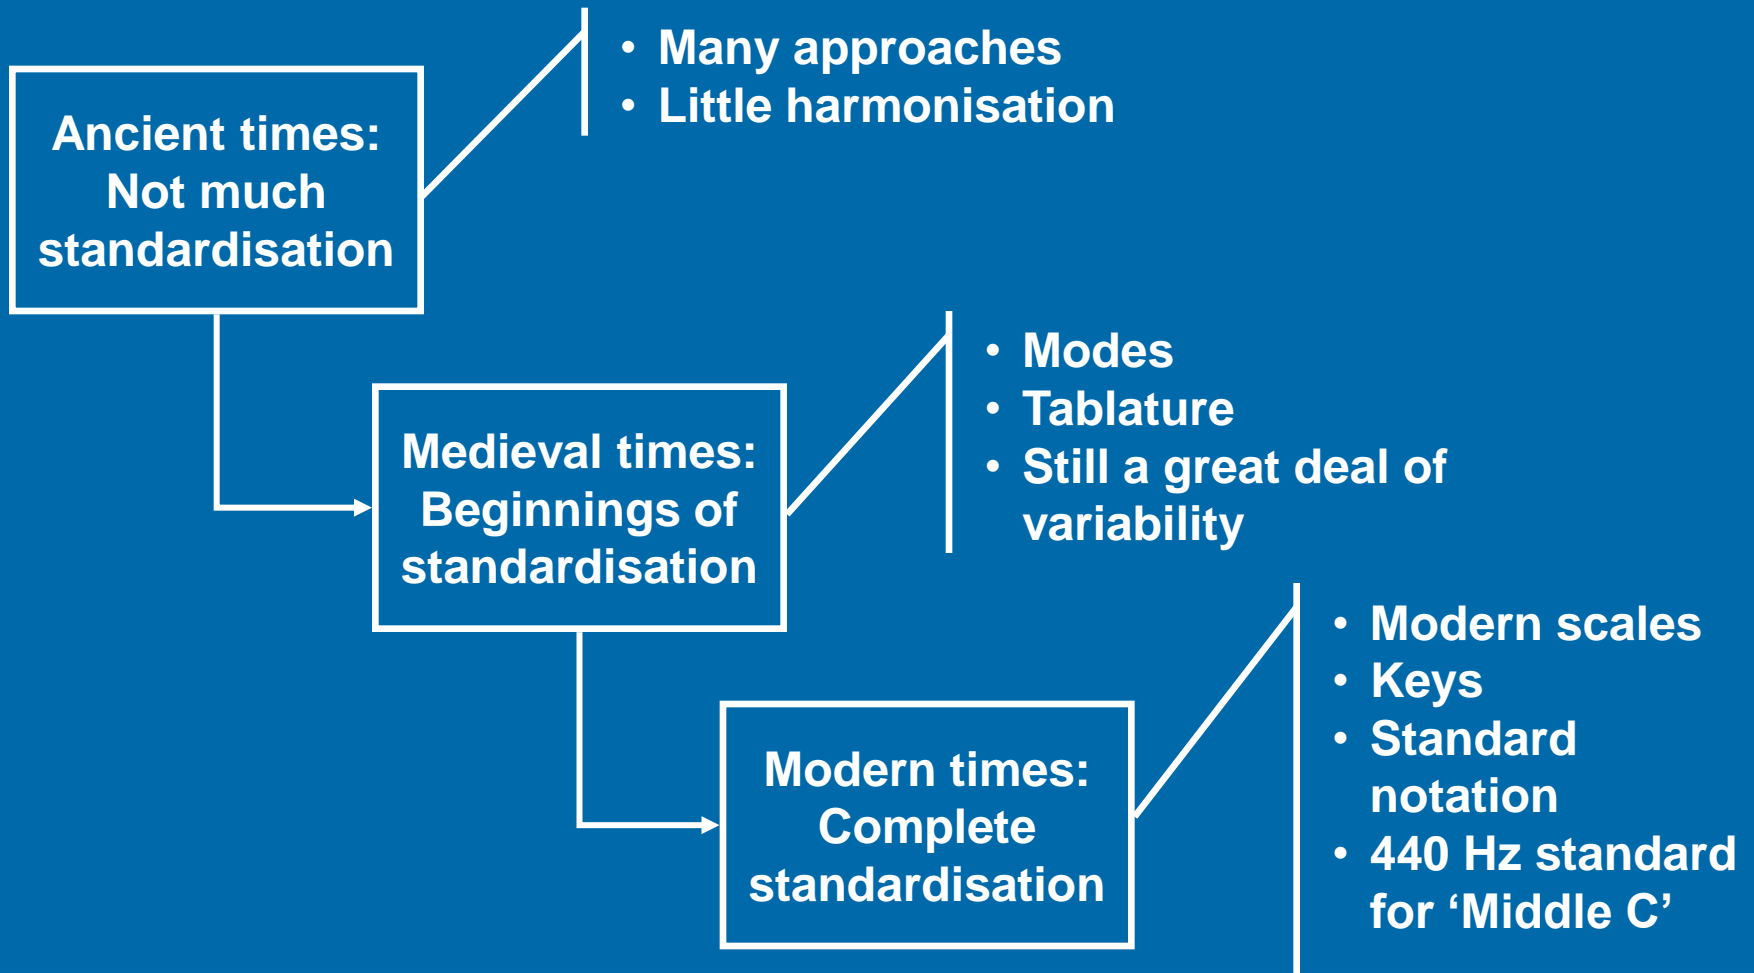 Ancient times:
Not much
standardisation
• Many approaches
• Little harmonisation
Medieval times:
Beginnings of
standardisation
• Modes
• Tablature
• Still a great deal of
variability
Modern times:
Complete
standardisation
• Modern scales
• Keys
• Standard
notation
• 440 Hz standard
for ‘Middle C’